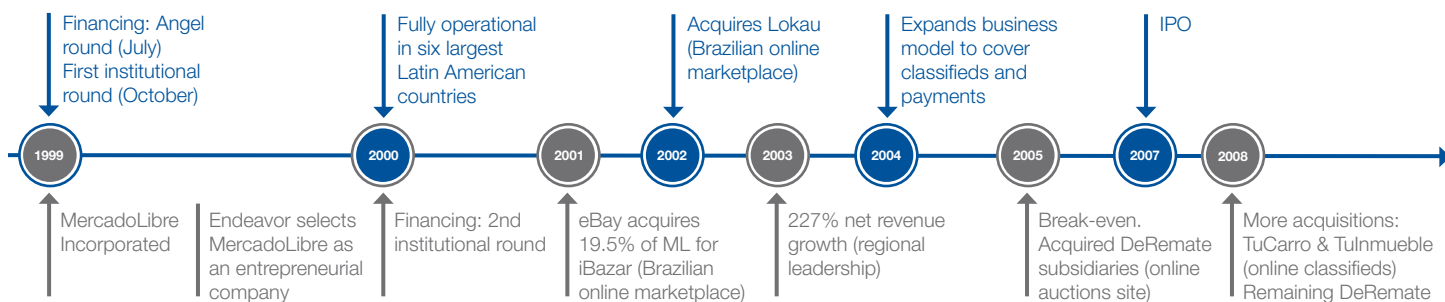 Financing: Angel
round (July)
First institutional
round (October)
Fully operational
in six largest
Latin American
countries
Acquires Lokau
(Brazilian online
marketplace)
Expands business
model to cover
classifieds and
payments
IPO
1999
2000
2001
2002
2003
2004
2005
2007
2008
MercadoLibre
Incorporated
Endeavor selects
MercadoLibre as
an entrepreneurial
company
Financing: 2nd
institutional round
eBay acquires
19.5% of ML for
iBazar (Brazilian
online marketplace)
227% net revenue
growth (regional
leadership)
Break-even.
Acquired DeRemate
subsidiaries (online
auctions site)
More acquisitions:
TuCarro & TuInmueble
(online classifieds)
Remaining DeRemate